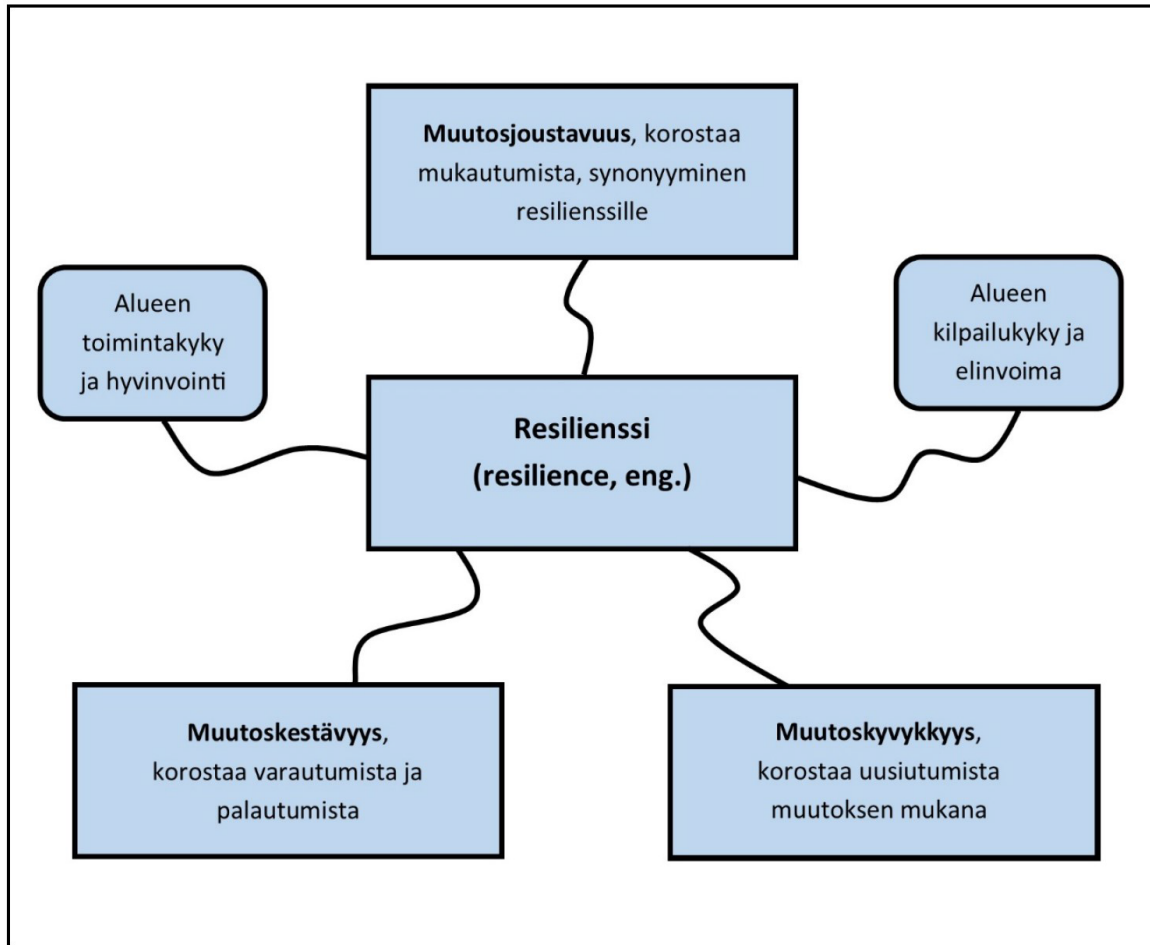 Muutosjoustavuus, korostaa
mukautumista, synonyyminen
resilienssille
Alueen
toimintakyky
ja hyvinvointi
Alueen
kilpailukyky ja
elinvoima
Resilienssi
(resilience, eng.)
Muutoskestävyys,
korostaa varautumista ja
palautumista
Muutoskyvykkyys,
korostaa uusiutumista
muutoksen mukana